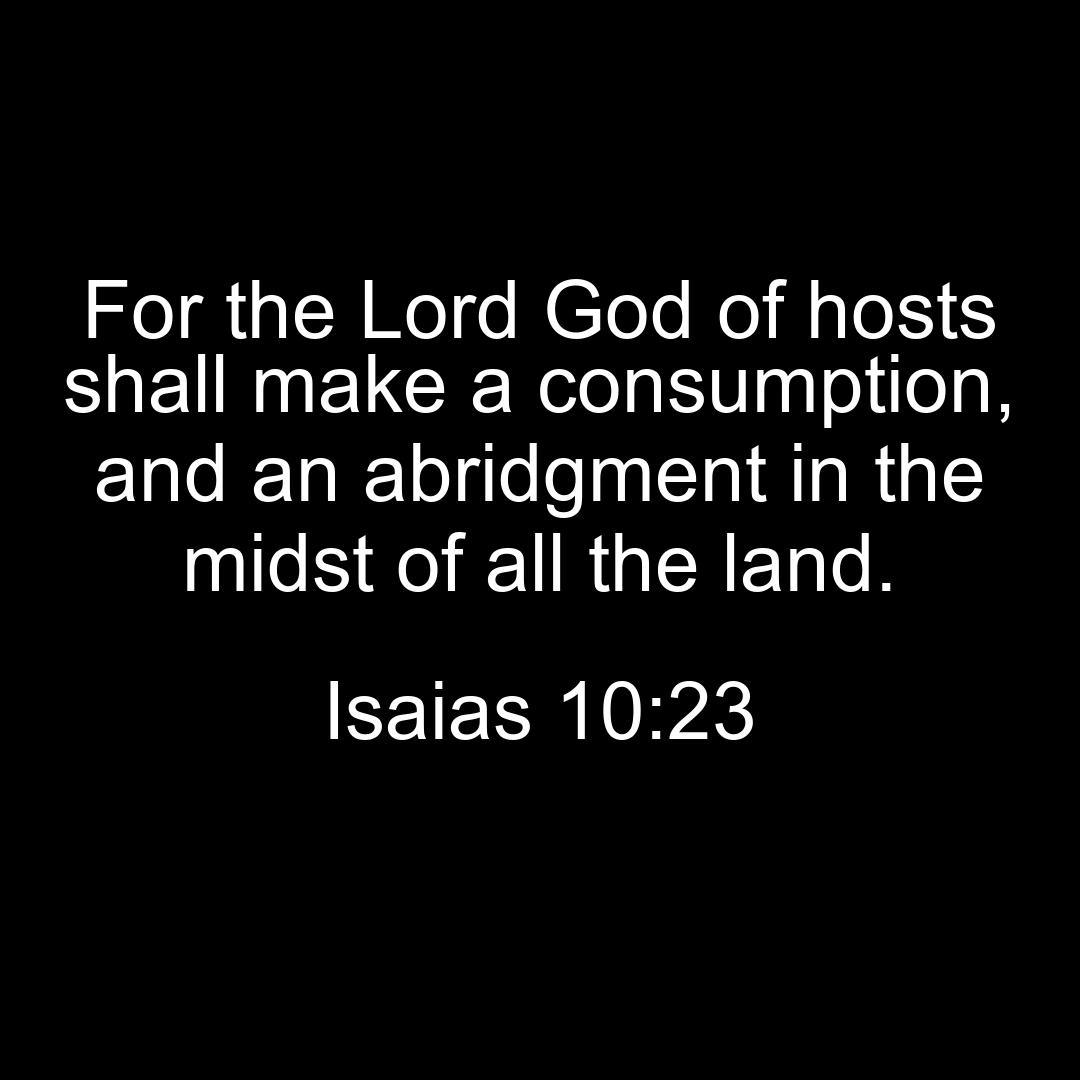 For the Lord God of hosts
shall make a consumption,
and an abridgment in the
midst of all the land.
Isaias 10:23